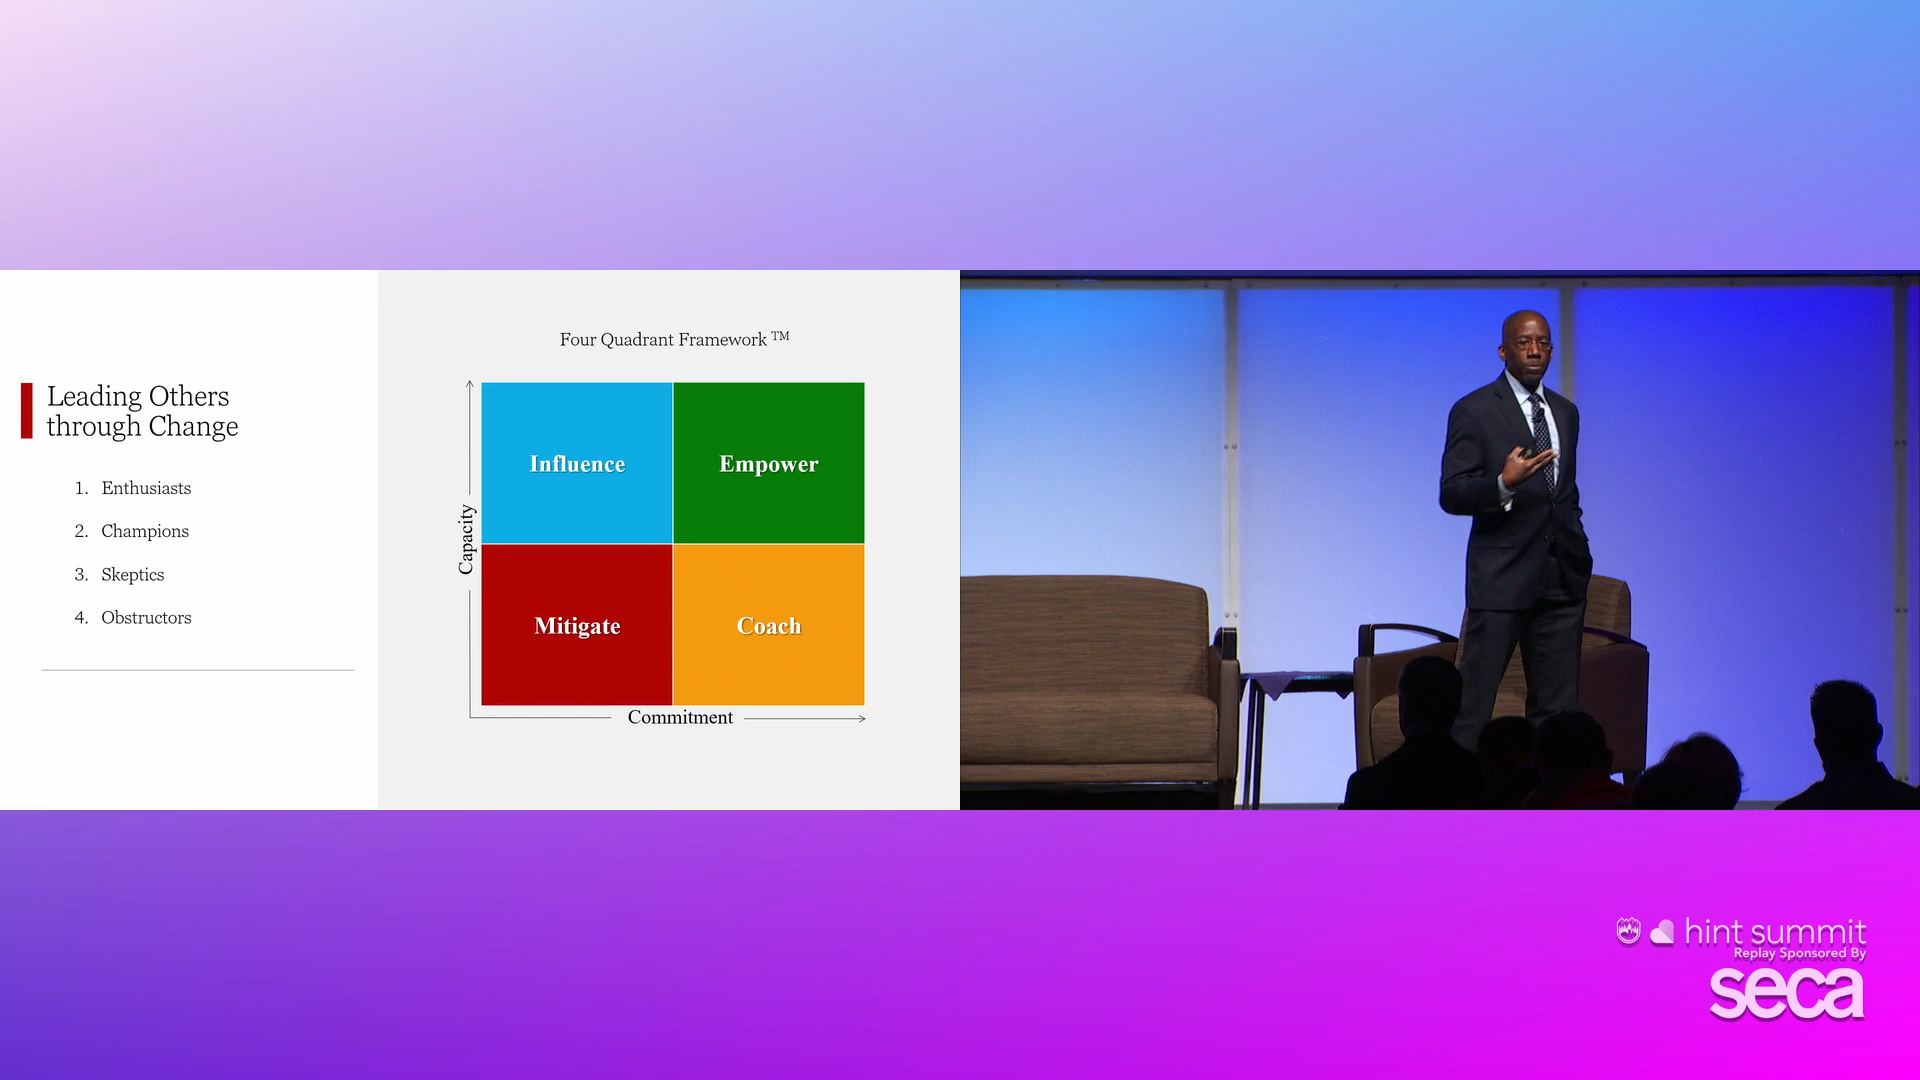 Leading Others
through Change
1. Enthusiasts
2. Champions
3. Skeptics
4. Obstructors
Four Quadrant Framework ™
Capacity
Influence
Empower
Mitigate
Coach
Commitment
hint summit
Replay Sponsored By
seca